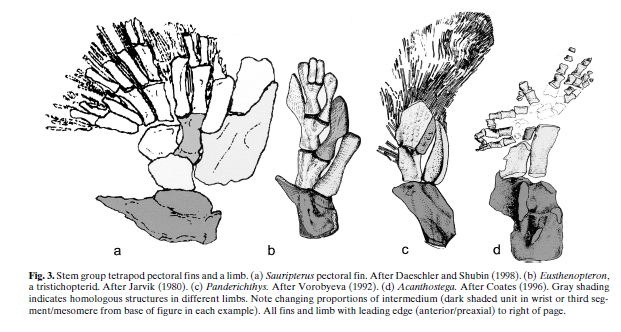 a
b
c
d
Fig. 3. Stem group tetrapod pectoral fins and a limb. (a) Sauripterus pectoral fin. After Daeschler and Shubin (1998). (b) Eusthenopteron,
a tristichopterid. After Jarvik (1980). (c) Panderichthys. After Vorobyeva (1992). (d) Acanthostega. After Coates (1996). Gray shading
indicates homologous structures in different limbs. Note changing proportions of intermedium (dark shaded unit in wrist or third seg-
ment/mesomere from base of figure in each example). All fins and limb with leading edge (anterior/preaxial) to right of page.